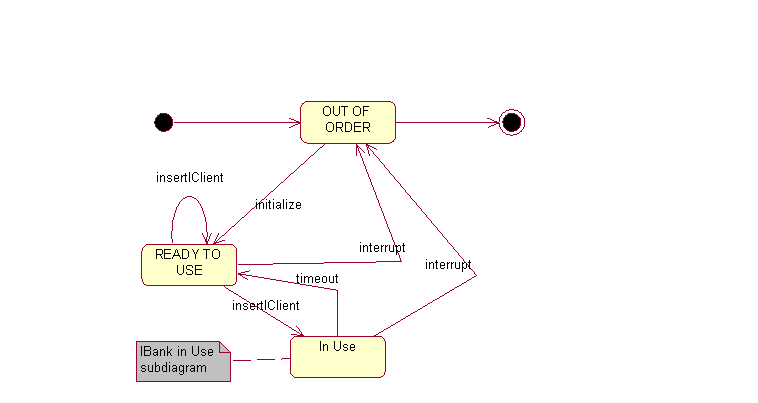 OUT OF
ORDER
insertIClient
initialize
interrupt
READY TO
USE
interrupt
timeout
insertIClient
In Use
IBank in Use
subdiagram